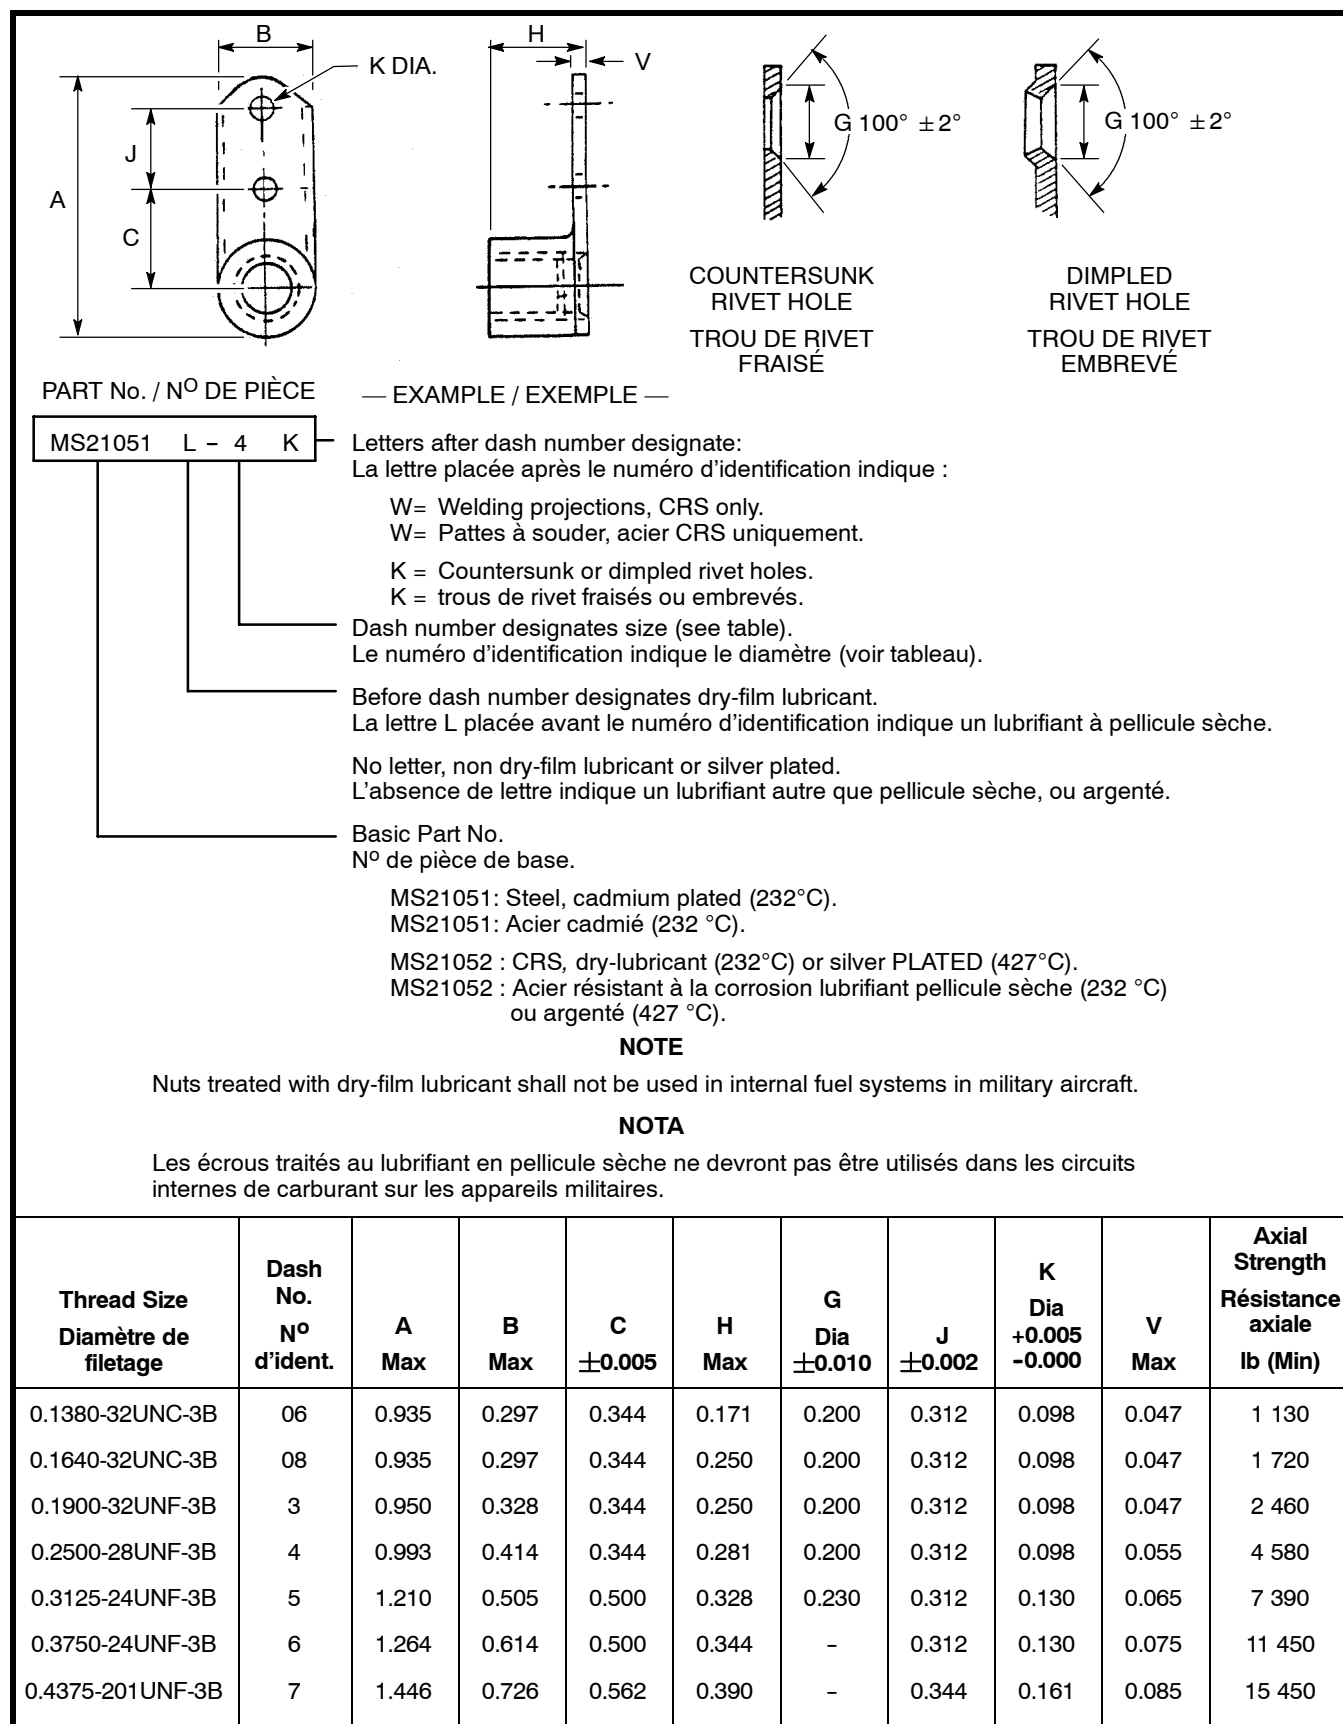 B
H
V
K DIA.
J
A
C
G 100° ±2°
G 100° ±2°
COUNTERSUNK
RIVET HOLE
TROU DE RIVET
FRAISÉ
DIMPLED
RIVET HOLE
TROU DE RIVET
EMBREVÉ
PART No. / Nº DE PIÈCE
— EXAMPLE / EXEMPLE —
MS21051 L - 4 K
Letters after dash number designate:
La lettre placée après le numéro d'identification indique :
W= Welding projections, CRS only.
W= Pattes à souder, acier CRS uniquement.
K = Countersunk or dimpled rivet holes.
K = trous de rivet fraisés ou embrevés.
Dash number designates size (see table).
Le numéro d'identification indique le diamètre (voir tableau).
Before dash number designates dry-film lubricant.
La lettre L placée avant le numéro d'identification indique un lubrifiant à pellicule sèche.
No letter, non dry-film lubricant or silver plated.
L'absence de lettre indique un lubrifiant autre que pellicule sèche, ou argenté.
Basic Part No.
Nº de pièce de base.
MS21051: Steel, cadmium plated (232°C).
MS21051: Acier cadmié (232 °C).
MS21052 : CRS, dry-lubricant (232°C) or silver PLATED (427°C).
MS21052 : Acier résistant à la corrosion lubrifiant pellicule sèche (232 °C)
ou argenté (427 °C).
NOTE
Nuts treated with dry-film lubricant shall not be used in internal fuel systems in military aircraft.
NOTA
Les écrous traités au lubrifiant en pellicule sèche ne devront pas être utilisés dans les circuits
internes de carburant sur les appareils militaires.
Thread Size
Diamètre de
filetage
Dash
No.
Nº
d'ident.
A
Max
B
Max
C
±0.005
H
Max
G
Dia
±0.010
J
±0.002
K
Dia
+0.005
-0.000
V
Max
Axial
Strength
Résistance
axiale
lb (Min)
0.1380-32UNC-3B 06 0.935 0.297 0.344 0.171 0.200 0.312 0.098 0.047 1 130
0.1640-32UNC-3B 08 0.935 0.297 0.344 0.250 0.200 0.312 0.098 0.047 1 720
0.1900-32UNF-3B 3 0.950 0.328 0.344 0.250 0.200 0.312 0.098 0.047 2 460
0.2500-28UNF-3B 4 0.993 0.414 0.344 0.281 0.200 0.312 0.098 0.055 4 580
0.3125-24UNF-3B 5 1.210 0.505 0.500 0.328 0.230 0.312 0.130 0.065 7 390
0.3750-24UNF-3B 6 1.264 0.614 0.500 0.344 - 0.312 0.130 0.075 11 450
0.4375-201UNF-3B 7 1.446 0.726 0.562 0.390 - 0.344 0.161 0.085 15 450